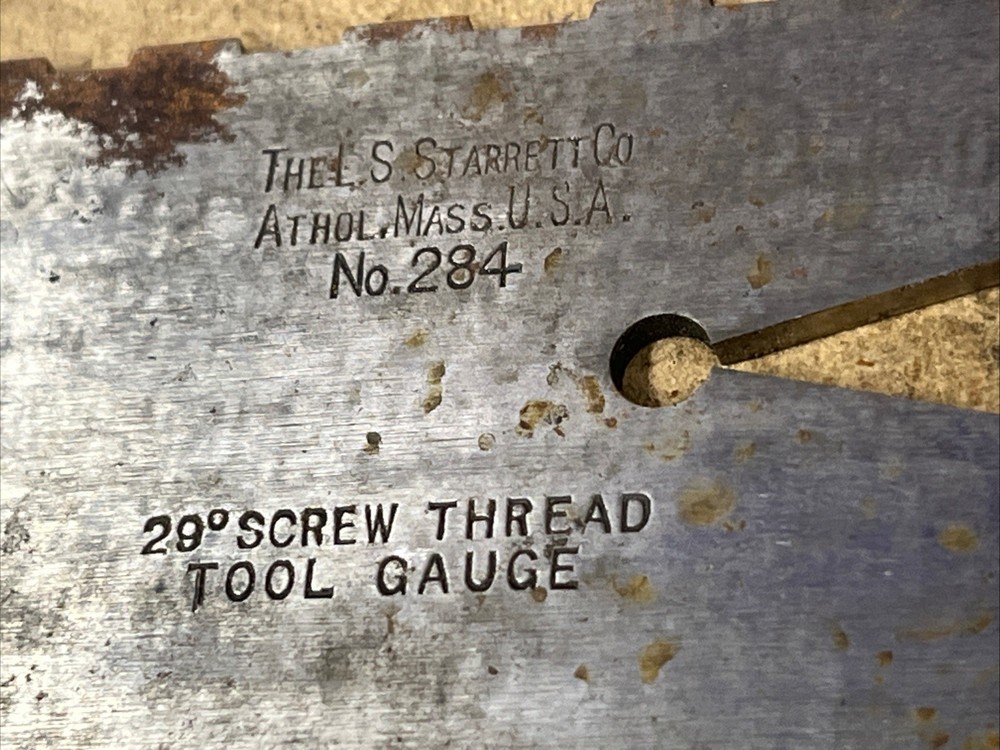 THE L. S. STARRETT CO
ATHOL. MASS. U.S.A.
No. 284
29° SCREW THREAD
TOOL GAUGE